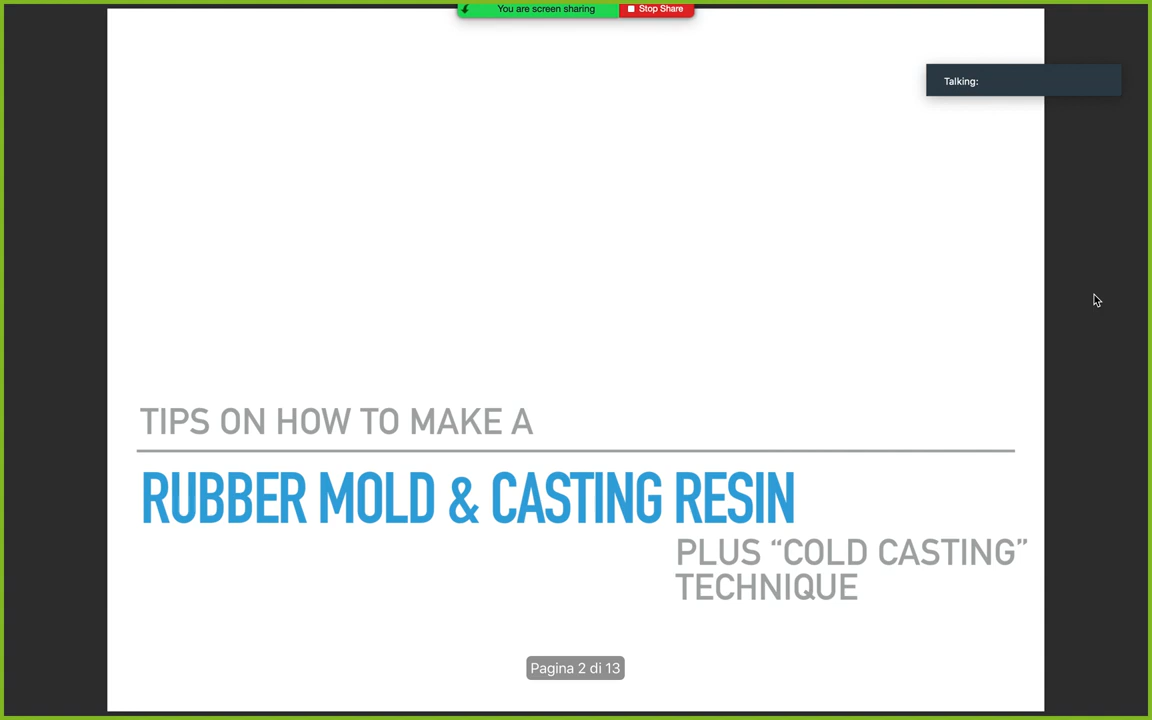 You are screen sharing
Stop Share
Talking:
TIPS ON HOW TO MAKE A
RUBBER MOLD & CASTING RESIN
PLUS “COLD CASTING”
TECHNIQUE
Pagina 2 di 13